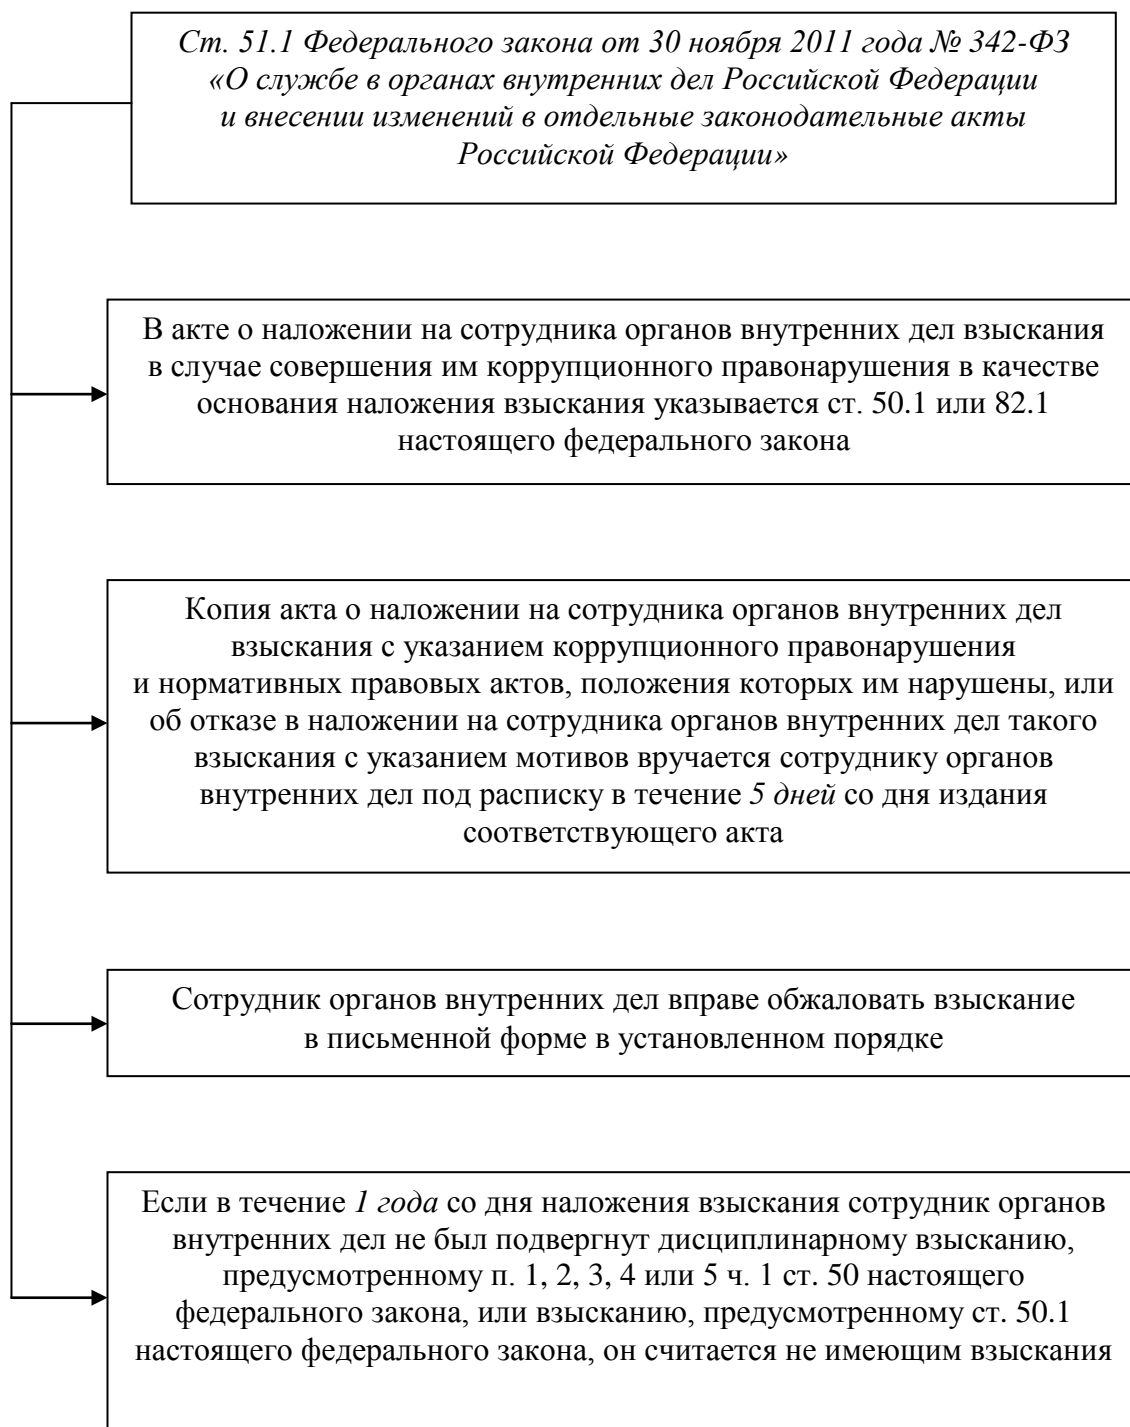 Ст. 51.1 Федерального закона от 30 ноября 2011 года № 342-ФЗ
«О службе в органах внутренних дел Российской Федерации
и внесении изменений в отдельные законодательные акты
Российской Федерации»
В акте о наложении на сотрудника органов внутренних дел взыскания
в случае совершения им коррупционного правонарушения в качестве
основания наложения взыскания указывается ст. 50.1 или 82.1
настоящего федерального закона
Копия акта о наложении на сотрудника органов внутренних дел
взыскания с указанием коррупционного правонарушения
и нормативных правовых актов, положения которых им нарушены, или
об отказе в наложении на сотрудника органов внутренних дел такого
взыскания с указанием мотивов вручается сотруднику органов
внутренних дел под расписку в течение 5 дней со дня издания
соответствующего акта
Сотрудник органов внутренних дел вправе обжаловать взыскание
в письменной форме в установленном порядке
Если в течение 1 года со дня наложения взыскания сотрудник органов
внутренних дел не был подвергнут дисциплинарному взысканию,
предусмотренному п. 1, 2, 3, 4 или 5 ч. 1 ст. 50 настоящего
федерального закона, или взысканию, предусмотренному ст. 50.1
настоящего федерального закона, он считается не имеющим взыскания